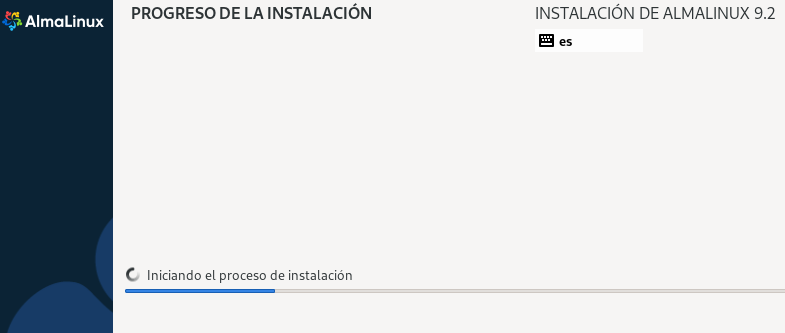 AlmaLinux
PROGRESO DE LA INSTALACIÓN
INSTALACIÓN DE ALMALINUX 9.2
es
Iniciando el proceso de instalación